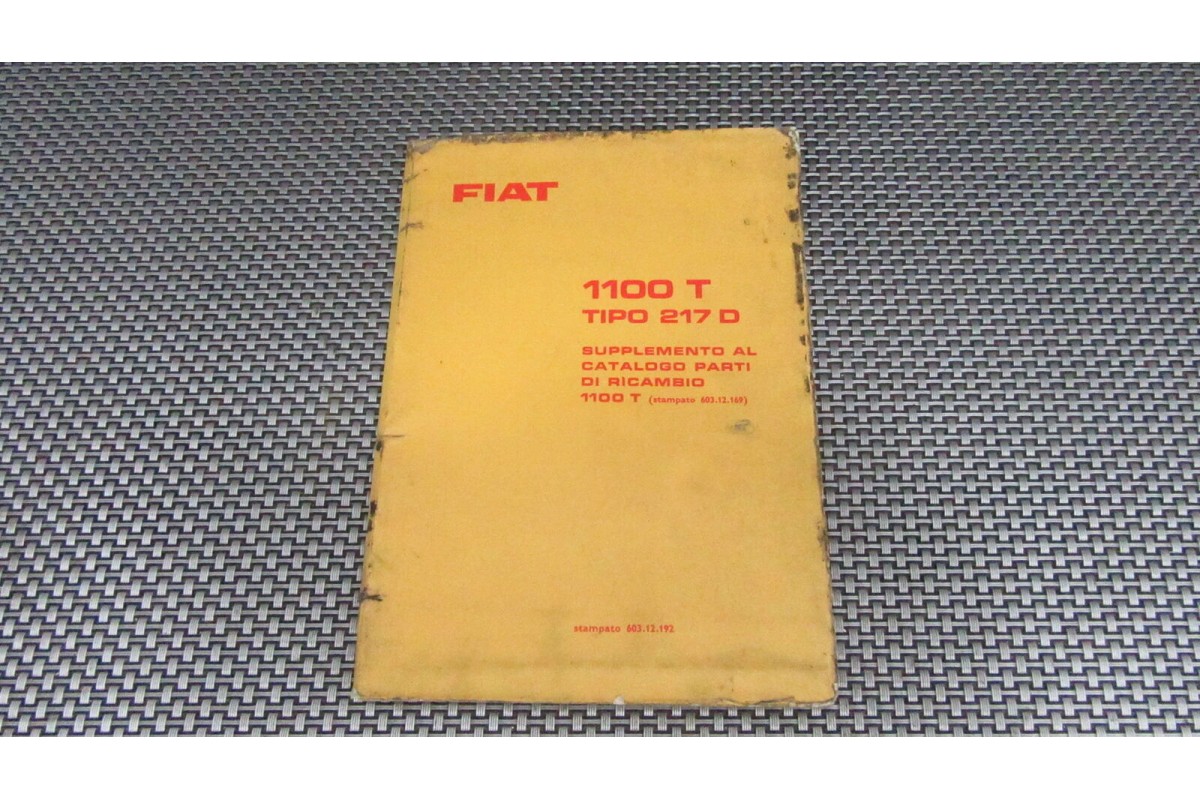 FIAT
1100 T
TIPO 217 D
SUPPLEMENTO AL
CATALOGO PARTI
DI RICAMBIO
1100 T (stampato 603.12.169)
stampato 603.12.192